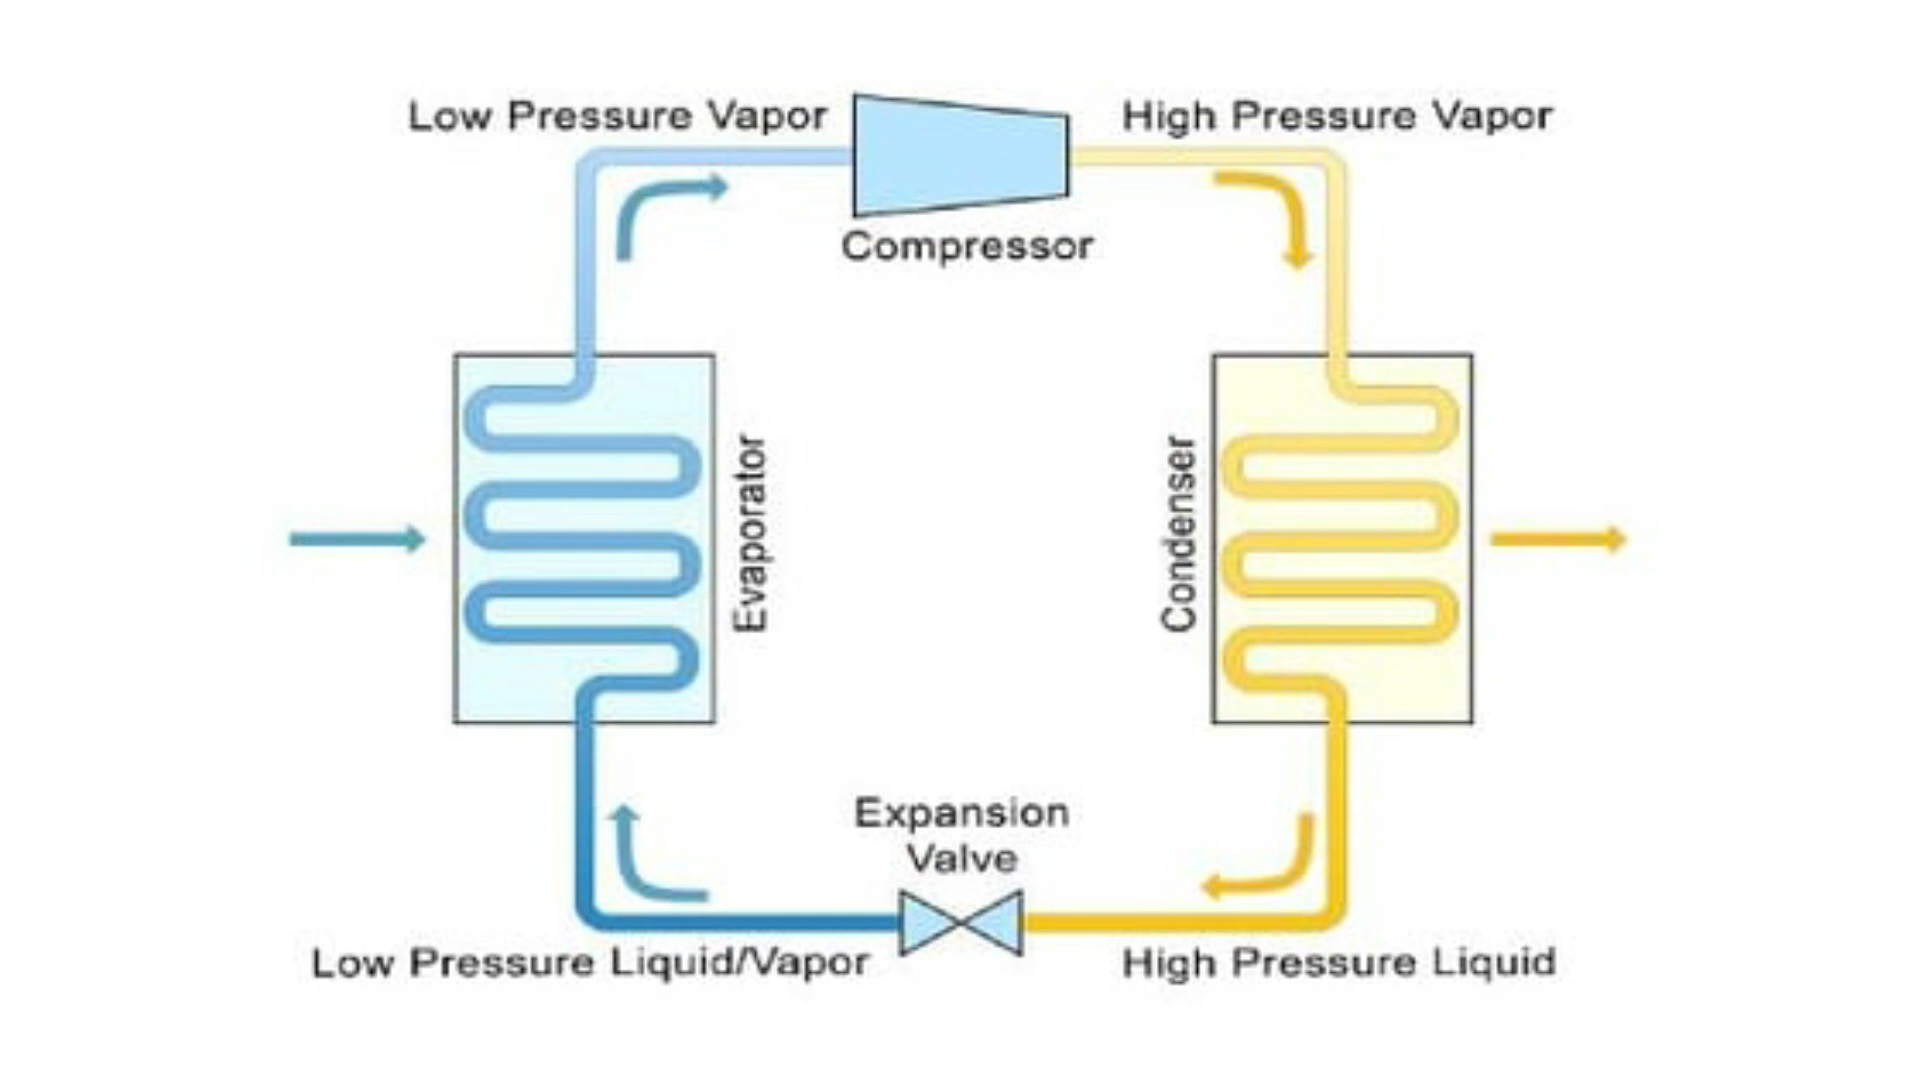 Low Pressure Vapor
High Pressure Vapor
Compressor
Evaporator
Condenser
Expansion
Valve
Low Pressure Liquid/Vapor
High Pressure Liquid